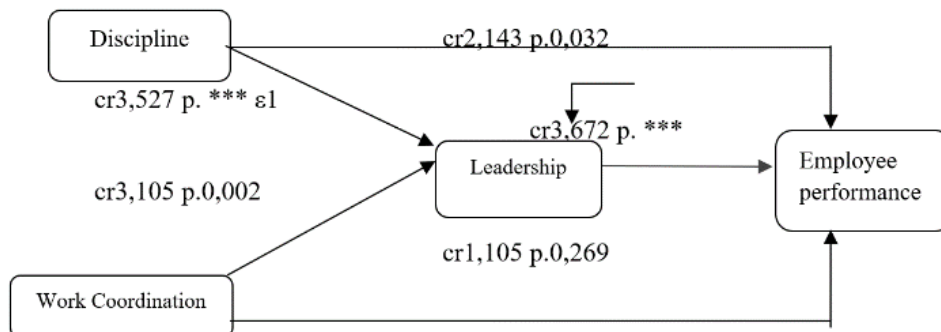 Discipline
cr2,143 p.0,032
cr3,527 p. *** ε1
cr3,672 p. ***
Leadership
Employee
performance
cr3,105 p.0,002
cr1,105 p.0,269
Work Coordination